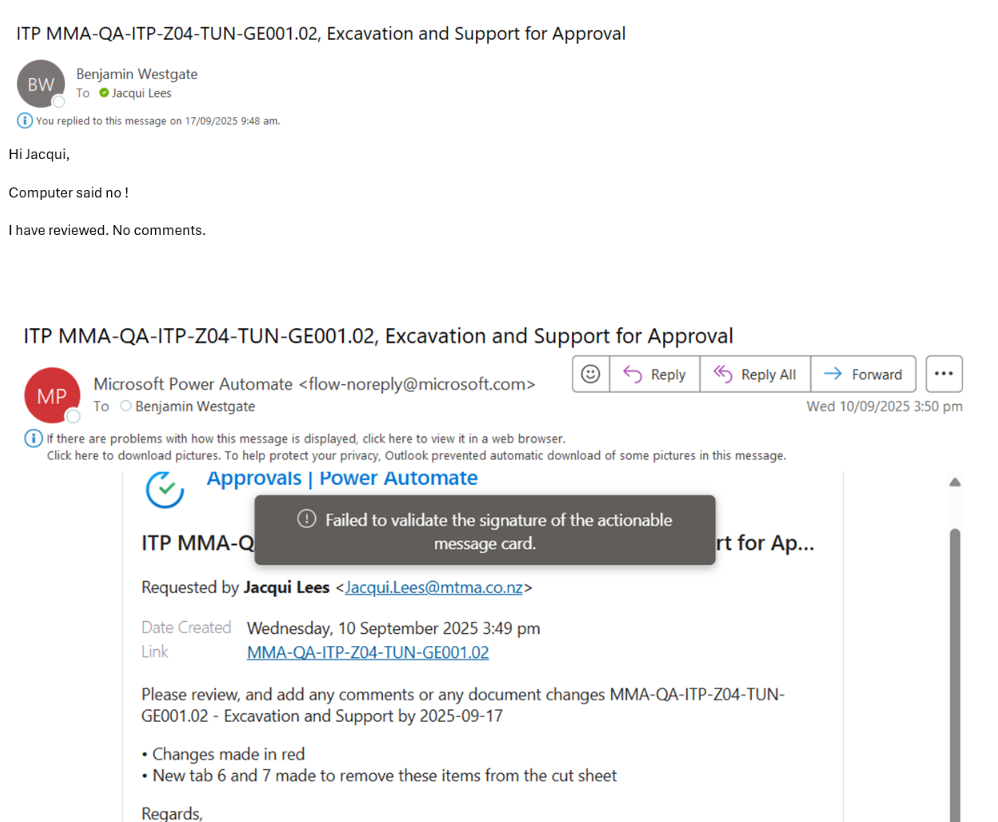 ITP MMA-QA-ITP-Z04-TUN-GE001.02, Excavation and Support for Approval
BW
Benjamin Westgate
To Jacqui Lees
You replied to this message on 17/09/2025 9:48 am.
Hi Jacqui,
Computer said no !
I have reviewed. No comments.
ITP MMA-QA-ITP-Z04-TUN-GE001.02, Excavation and Support for Approval
MP
Microsoft Power Automate <flow-noreply@microsoft.com>
Reply
Reply All
Forward
To Benjamin Westgate
Wed 10/09/2025 3:50 pm
If there are problems with how this message is displayed, click here to view it in a web browser.
Click here to download pictures. To help protect your privacy, Outlook prevented automatic download of some pictures in this message.
Approvals | Power Automate
Failed to validate the signature of the actionable
message card.
ITP MMA-Q
rt for Ap...
Requested by Jacqui Lees <Jacqui.Lees@mtma.co.nz>
Date Created Wednesday, 10 September 2025 3:49 pm
Link MMA-QA-ITP-Z04-TUN-GE001.02
Please review, and add any comments or any document changes MMA-QA-ITP-Z04-TUN-
GE001.02 - Excavation and Support by 2025-09-17
• Changes made in red
• New tab 6 and 7 made to remove these items from the cut sheet
Regards,